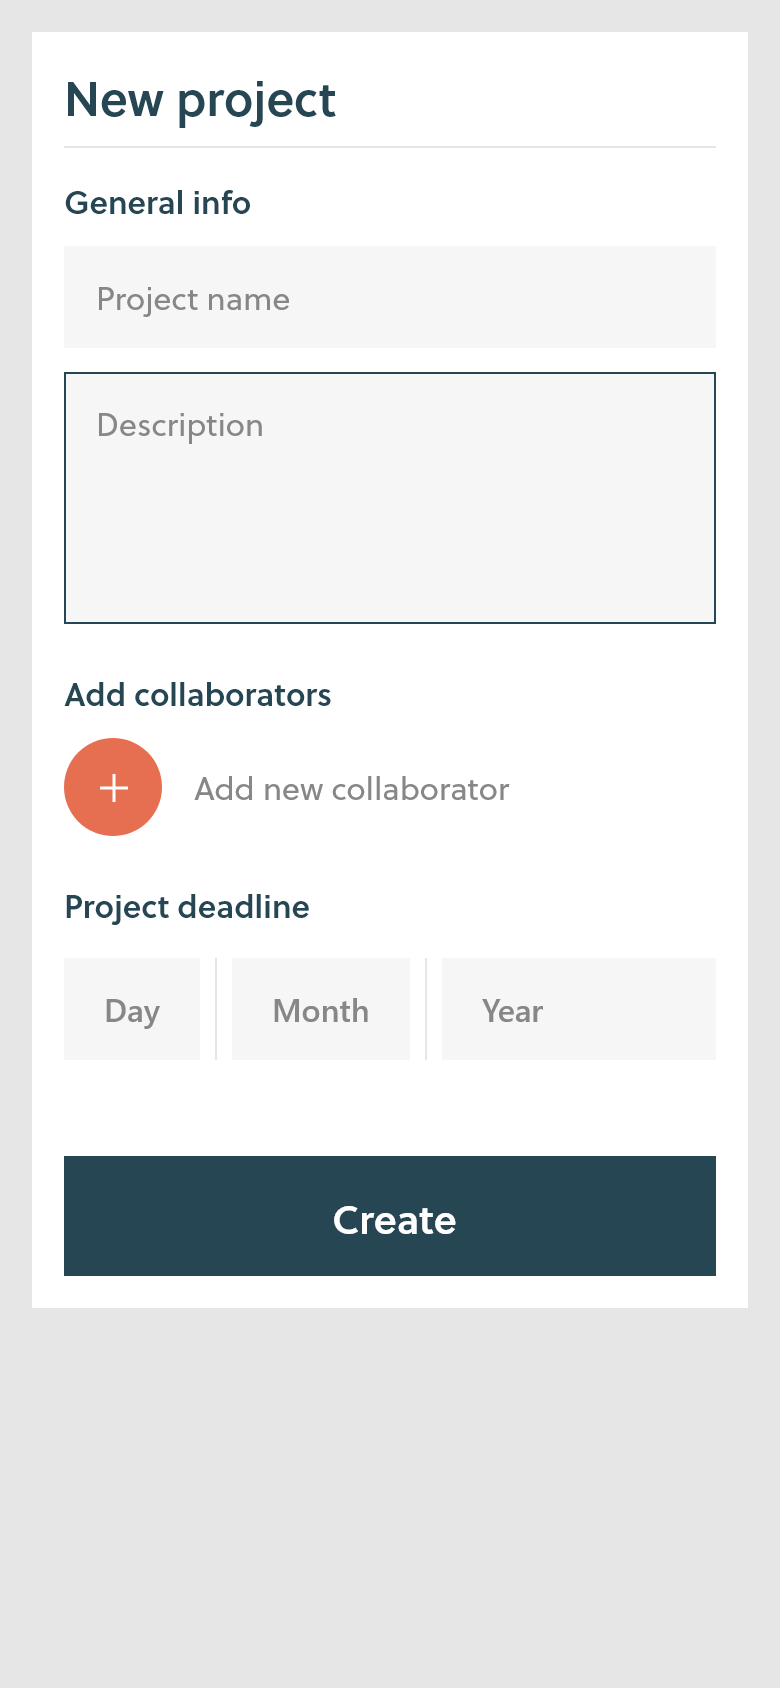 New project
General info
Project name
Description
Add collaborators
Add new collaborator
Project deadline
Day Month Year
Create